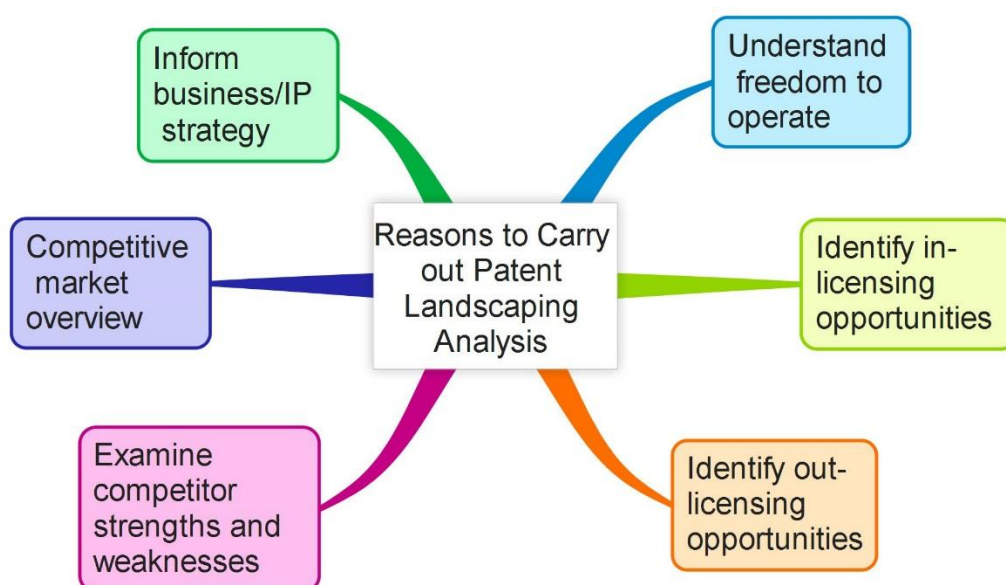 Inform
business/IP
strategy
Understand
freedom to
operate
Reasons to Carry
out Patent
Landscaping
Analysis
Competitive
market
overview
Identify in-
licensing
opportunities
Examine
competitor
strengths and
weaknesses
Identify out-
licensing
opportunities